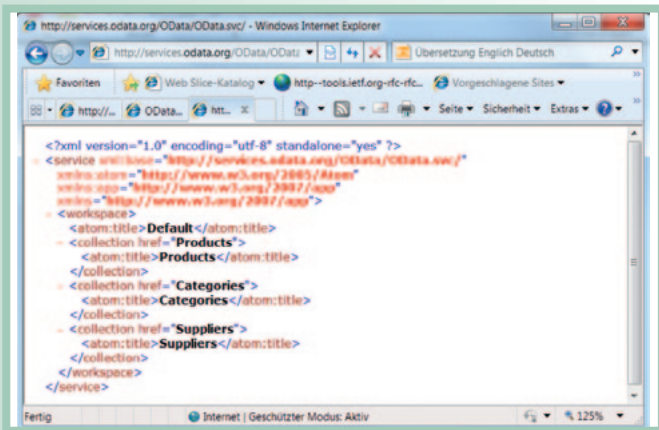 http://services.odata.org/OData/OData.svc/ - Windows Internet Explorer
http://services.odata.org/OData/OData Übersetzung Englich Deutsch
Favoriten Web Slice-Katalog http--tools.ietf.org-rfc-rfc... Vorgeschlagene Sites
http://... OData... htt... X Seite Sicherheit Extras
<?xml version="1.0" encoding="utf-8" standalone="yes" ?>
- <service xml:base="http://services.odata.org/OData/OData.svc/"
xmlns:atom="http://www.w3.org/2005/Atom"
xmlns:app="http://www.w3.org/2007/app"
xmlns="http://www.w3.org/2007/app">
- <workspace>
<atom:title>Default</atom:title>
- <collection href="Products">
<atom:title>Products</atom:title>
</collection>
- <collection href="Categories">
<atom:title>Categories</atom:title>
</collection>
- <collection href="Suppliers">
<atom:title>Suppliers</atom:title>
</collection>
</workspace>
</service>
Fertig Internet | Geschützter Modus: Aktiv 125%